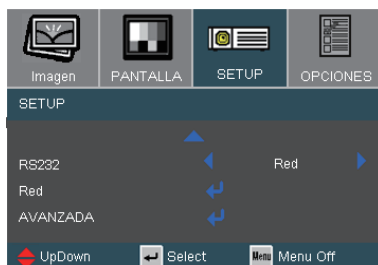 Imagen PANTALLA SETUP OPCIONES
SETUP
RS232 Red
Red
AVANZADA
UpDown Select Menu Menu Off